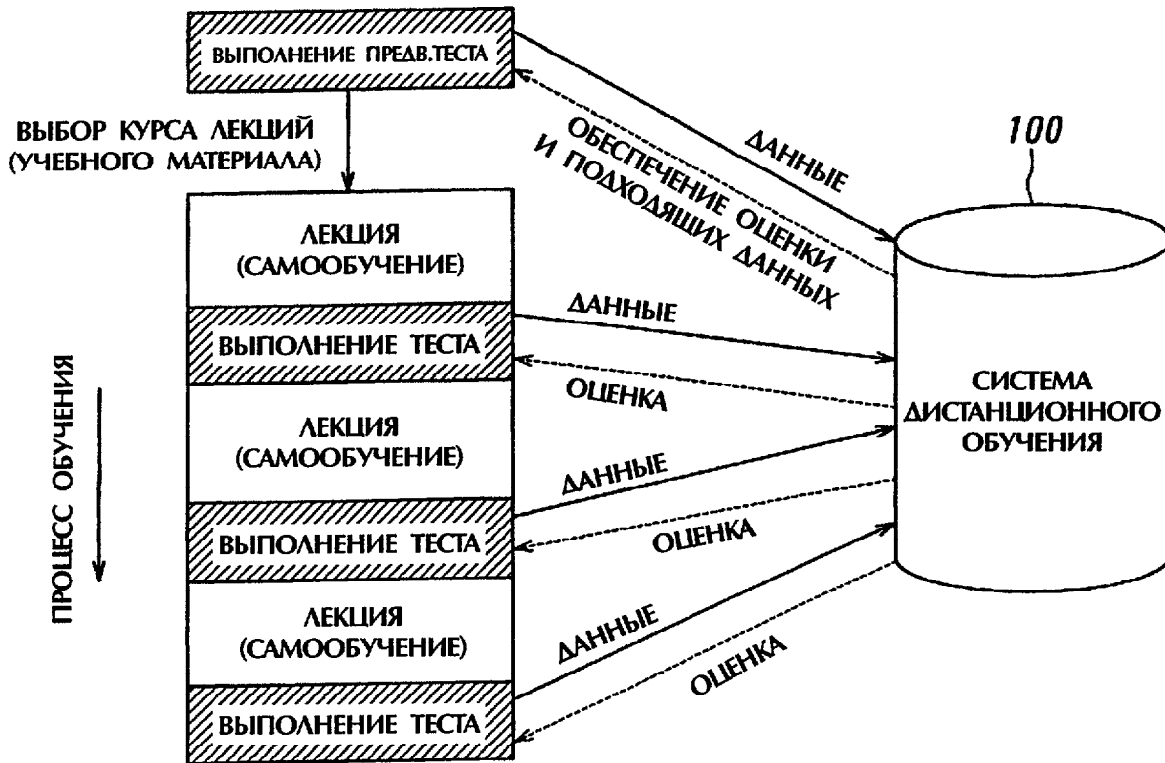 ВЫПОЛНЕНИЕ ПРЕДВ.ТЕСТА
ВЫБОР КУРСА ЛЕКЦИЙ
(УЧЕБНОГО МАТЕРИАЛА)
ДАННЫЕ
ОБЕСПЕЧЕНИЕ ОЦЕНКИ
И ПОДХОДЯЩИХ ДАННЫХ
100
ЛЕКЦИЯ
(САМООБУЧЕНИЕ)
ДАННЫЕ
ВЫПОЛНЕНИЕ ТЕСТА
ОЦЕНКА
СИСТЕМА
ДИСТАНЦИОННОГО
ОБУЧЕНИЯ
ПРОЦЕСС ОБУЧЕНИЯ
ЛЕКЦИЯ
(САМООБУЧЕНИЕ)
ДАННЫЕ
ВЫПОЛНЕНИЕ ТЕСТА
ОЦЕНКА
ЛЕКЦИЯ
(САМООБУЧЕНИЕ)
ДАННЫЕ
ОЦЕНКА
ВЫПОЛНЕНИЕ ТЕСТА